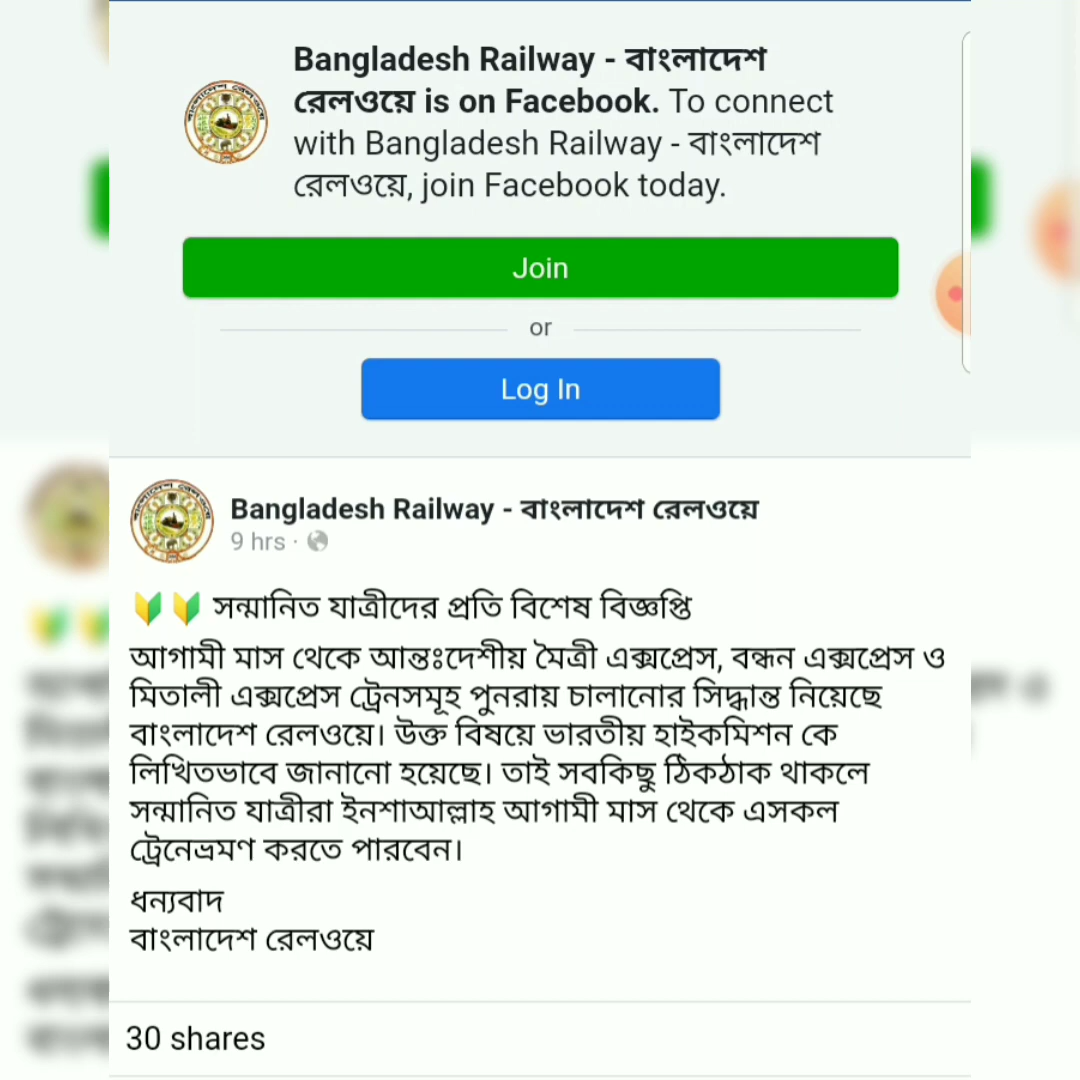 Bangladesh Railway - বাংলাদেশ
রেলওয়ে is on Facebook. To connect
with Bangladesh Railway - বাংলাদেশ
রেলওয়ে, join Facebook today.
Join
or
Log In
Bangladesh Railway - বাংলাদেশ রেলওয়ে
9 hrs ·
সন্মানিত যাত্রীদের প্রতি বিশেষ বিজ্ঞপ্তি
আগামী মাস থেকে আন্তঃদেশীয় মৈত্রী এক্সপ্রেস, বন্ধন এক্সপ্রেস ও
মিতালী এক্সপ্রেস ট্রেনসমূহ পুনরায় চালানোর সিদ্ধান্ত নিয়েছে
বাংলাদেশ রেলওয়ে। উক্ত বিষয়ে ভারতীয় হাইকমিশন কে
লিখিতভাবে জানানো হয়েছে। তাই সবকিছু ঠিকঠাক থাকলে
সন্মানিত যাত্রীরা ইনশাআল্লাহ আগামী মাস থেকে এসকল
ট্রেনেভ্রমণ করতে পারবেন।
ধন্যবাদ
বাংলাদেশ রেলওয়ে
30 shares